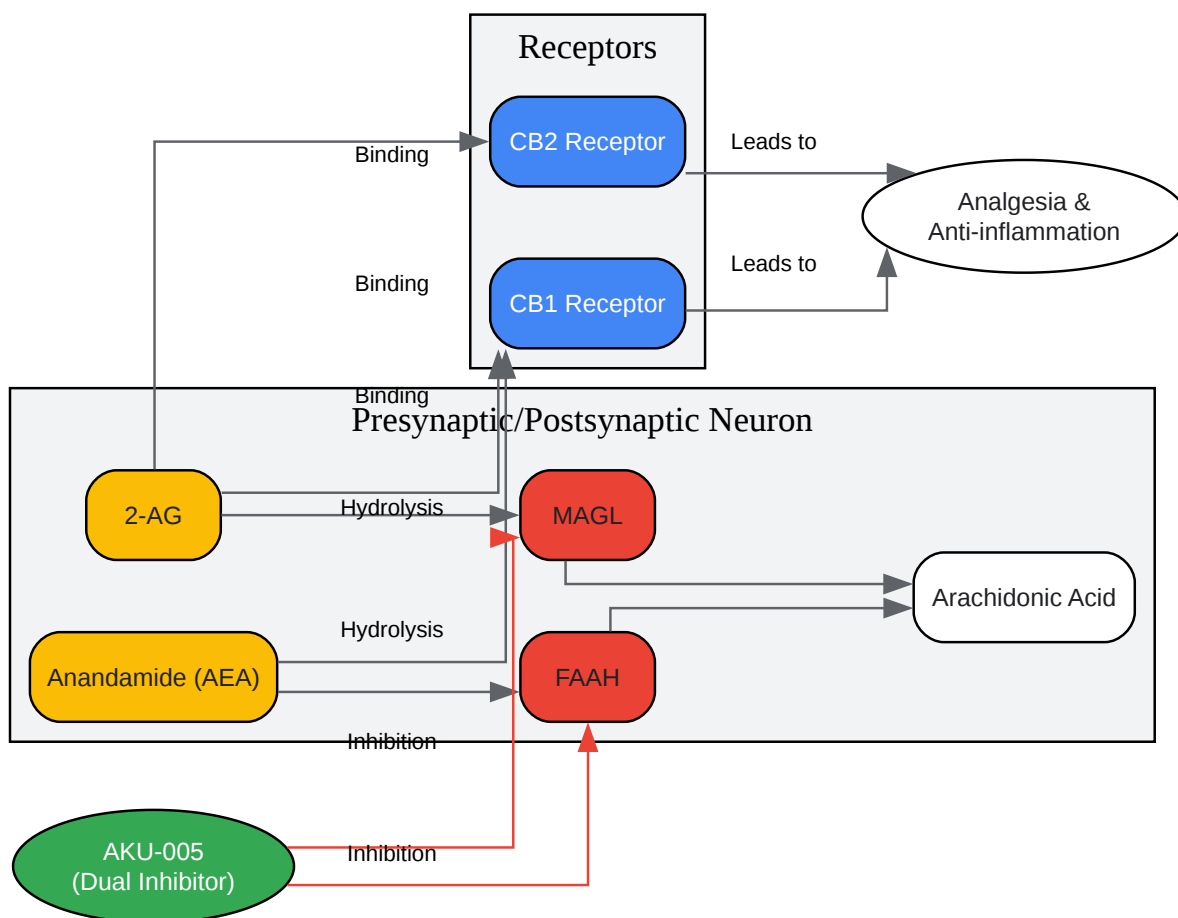 Receptors
CB2 Receptor
Leads to
Binding
Analgesia &
Anti-inflammation
CB1 Receptor
Leads to
Binding
Binding
Presynaptic/Postsynaptic Neuron
2-AG
Hydrolysis
MAGL
Arachidonic Acid
Hydrolysis
Anandamide (AEA)
FAAH
Inhibition
AKU-005
(Dual Inhibitor)
Inhibition